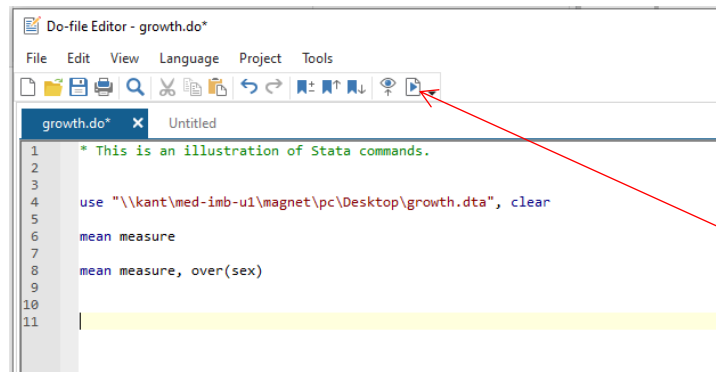 Do-file Editor - growth.do*
File Edit View Language Project Tools
growth.do* Untitled
1 * This is an illustration of Stata commands.
2
3
4 use "\\kant\med-imb-u1\magnet\pc\Desktop\growth.dta", clear
5
6 mean measure
7
8 mean measure, over(sex)
9
10
11